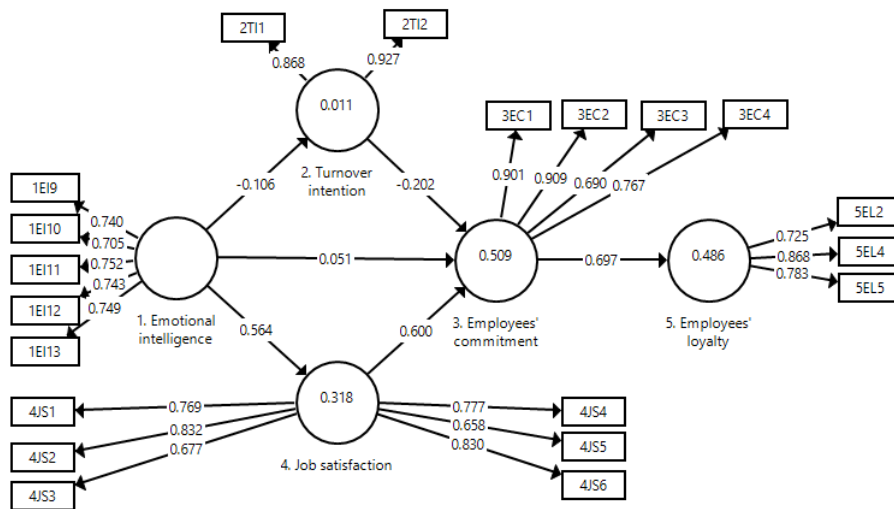 2TI1
2TI2
0.868
0.927
0.011
2. Turnover
intention
3EC1
3EC2
3EC3
3EC4
0.901
0.909
0.690
0.767
-0.106
-0.202
1EI9
1EI10
1EI11
1EI12
1EI13
0.740
0.705
0.752
0.743
0.749
1. Emotional
intelligence
0.051
0.509
3. Employees'
commitment
0.697
0.486
5. Employees'
loyalty
5EL2
5EL4
5EL5
0.725
0.868
0.783
0.564
0.600
0.318
4. Job satisfaction
4JS1
4JS2
4JS3
0.769
0.832
0.677
0.777
0.658
0.830
4JS4
4JS5
4JS6